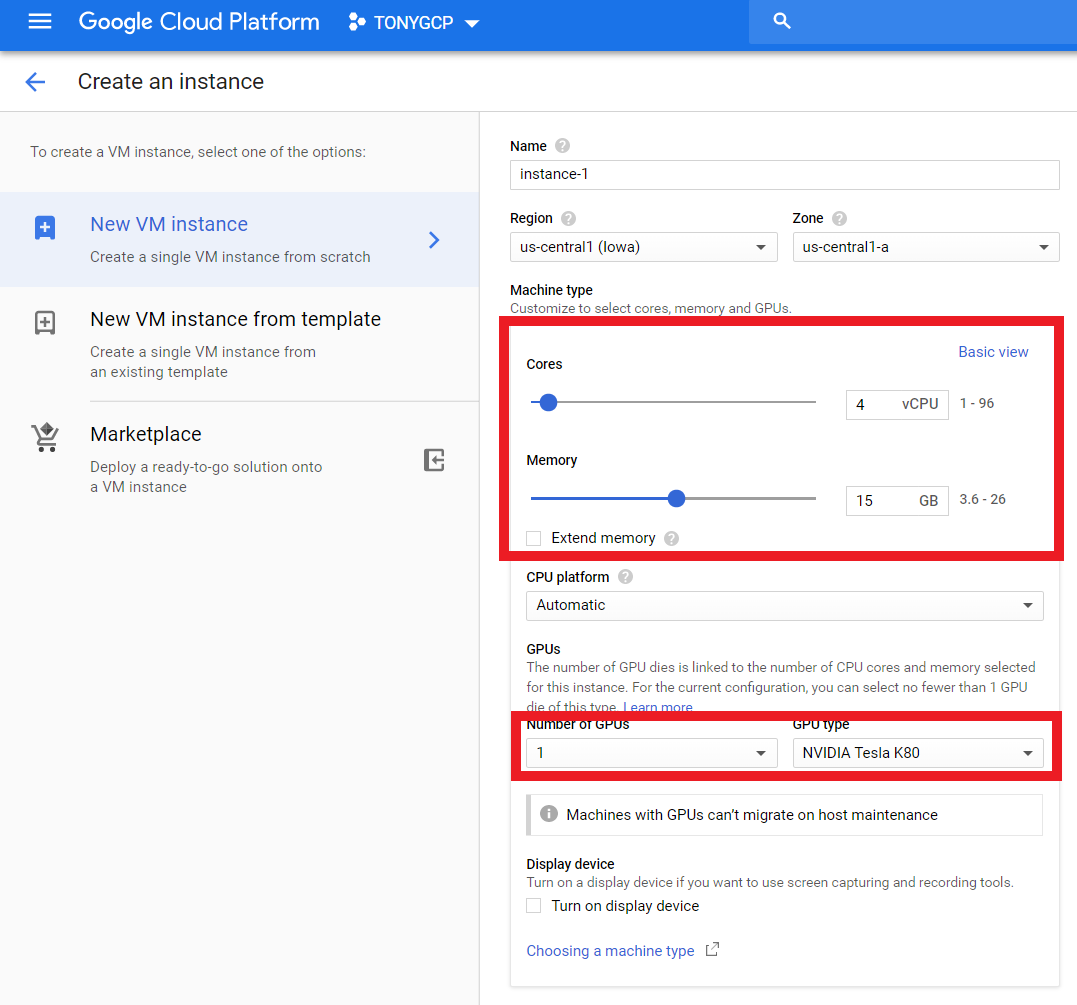 Google Cloud Platform TONYGCP
Create an instance
To create a VM instance, select one of the options:
New VM instance
Create a single VM instance from scratch
New VM instance from template
Create a single VM instance from
an existing template
Marketplace
Deploy a ready-to-go solution onto
a VM instance
Name
instance-1
Region Zone
us-central1 (Iowa) us-central1-a
Machine type
Customize to select cores, memory and GPUs.
Basic view
Cores
4 vCPU 1 - 96
Memory
15 GB 3.6 - 26
Extend memory
CPU platform
Automatic
GPUs
The number of GPU dies is linked to the number of CPU cores and memory selected
for this instance. For the current configuration, you can select no fewer than 1 GPU
die of this type. Learn more
Number of GPUs GPU type
1 NVIDIA Tesla K80
Machines with GPUs can't migrate on host maintenance
Display device
Turn on a display device if you want to use screen capturing and recording tools.
Turn on display device
Choosing a machine type